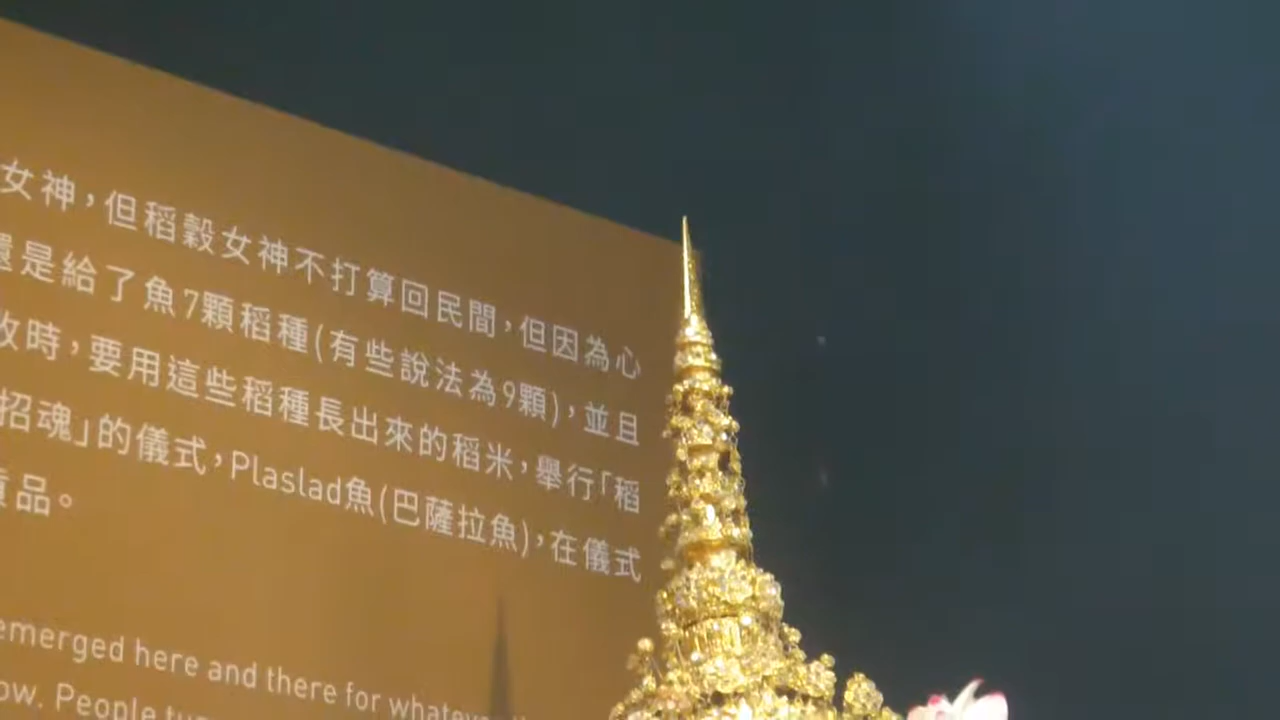 女神，但稻穀女神不打算回民間，但因為心
還是給了魚7顆稻種(有些說法為9顆)，並且
收時，要用這些稻種長出來的稻米，舉行「稻
招魂」的儀式，Plaslad魚(巴薩拉魚)，在儀式
品。
emerged here and there for
People